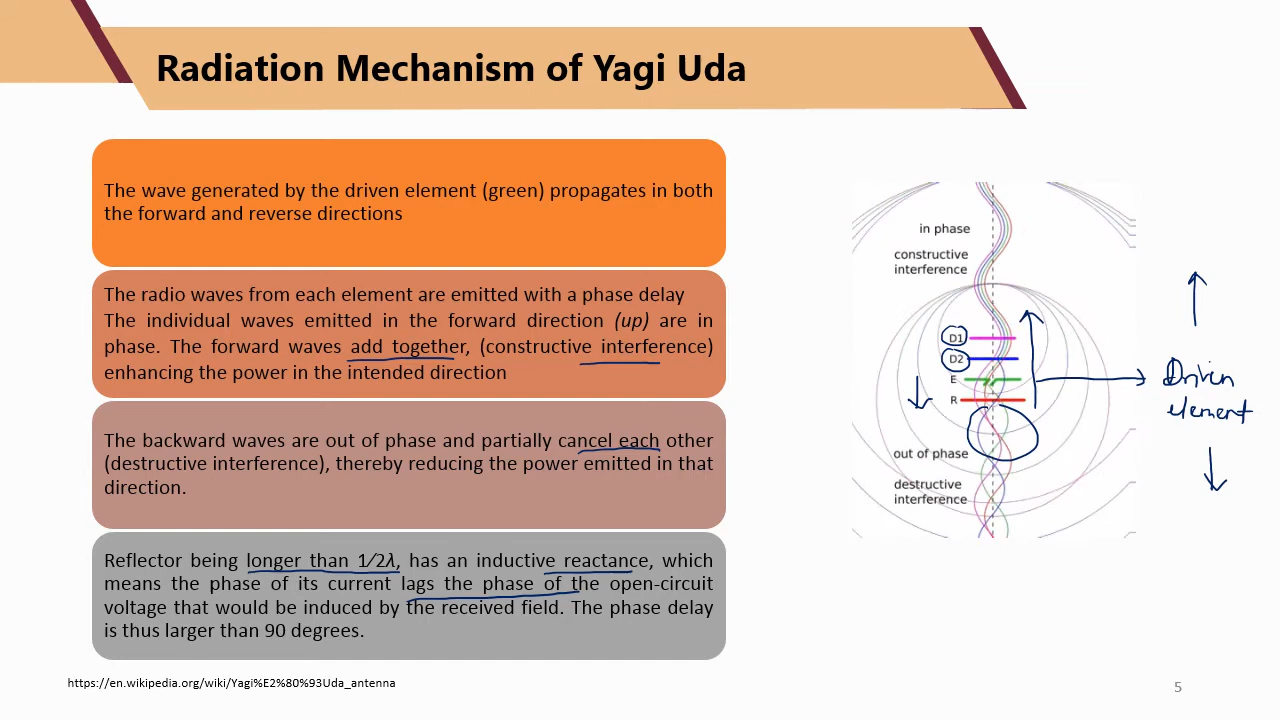 Radiation Mechanism of Yagi Uda
The wave generated by the driven element (green) propagates in both
the forward and reverse directions
The radio waves from each element are emitted with a phase delay
The individual waves emitted in the forward direction (up) are in
phase. The forward waves add together, (constructive interference)
enhancing the power in the intended direction
The backward waves are out of phase and partially cancel each other
(destructive interference), thereby reducing the power emitted in that
direction.
Reflector being longer than 1/2λ, has an inductive reactance, which
means the phase of its current lags the phase of the open-circuit
voltage that would be induced by the received field. The phase delay
is thus larger than 90 degrees.
in phase
constructive
interference
D1
D2
E
R
out of phase
destructive
interference
Driven
element
https://en.wikipedia.org/wiki/Yagi%E2%80%93Uda_antenna
5